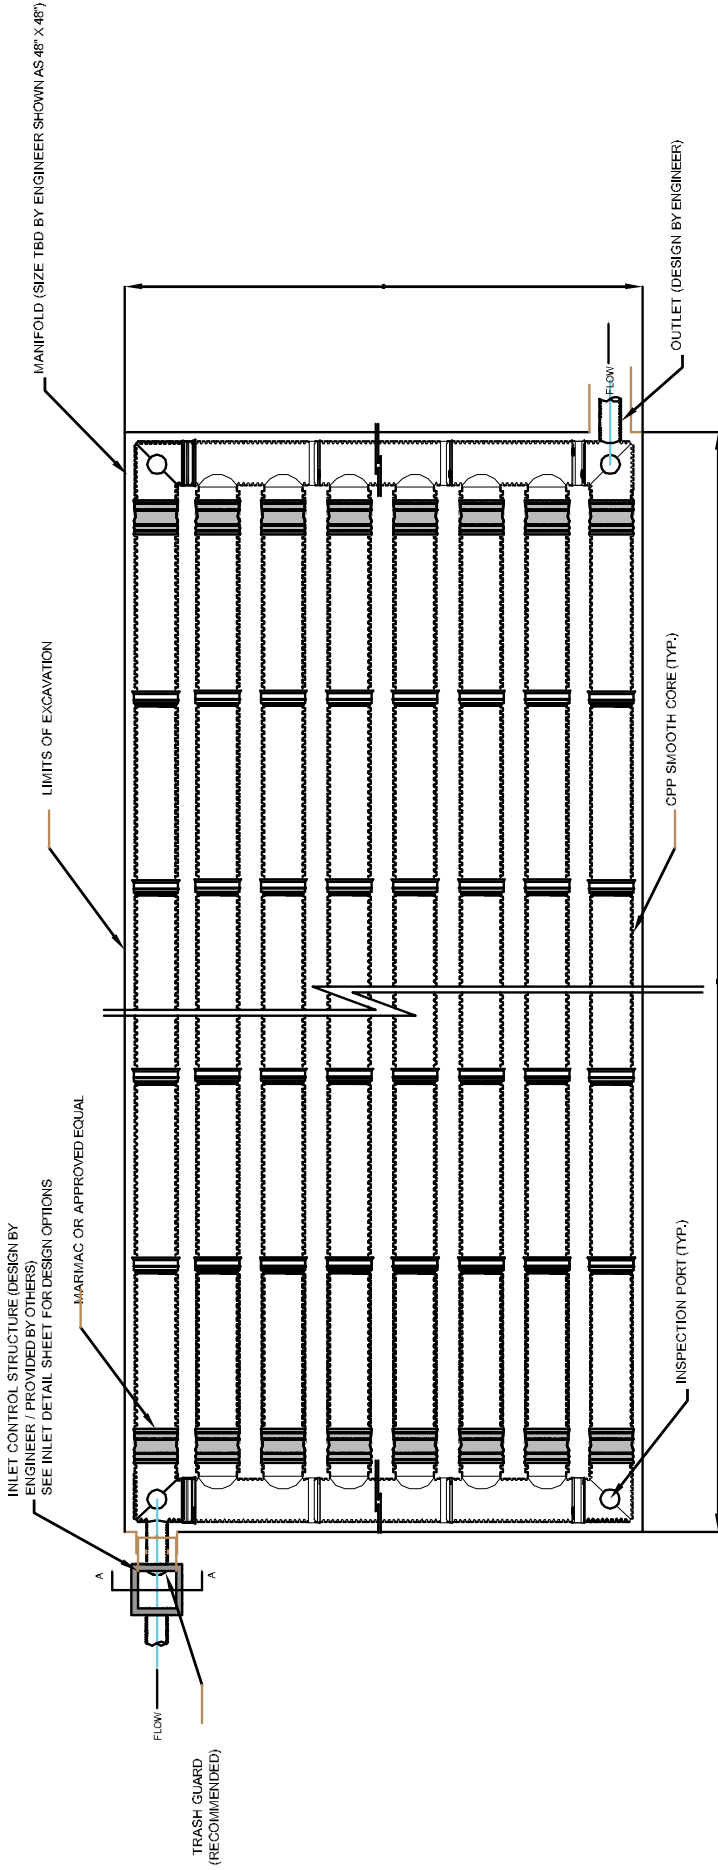 INLET CONTROL STRUCTURE (DESIGN BY
ENGINEER / PROVIDED BY OTHERS)
SEE INLET DETAIL SHEET FOR DESIGN OPTIONS
MARMAC OR APPROVED EQUAL
LIMITS OF EXCAVATION
MANIFOLD (SIZE TBD BY ENGINEER SHOWN AS 48" X 48")
A
A
FLOW
TRASH GUARD
(RECOMMENDED)
INSPECTION PORT (TYP.)
CPP SMOOTH CORE (TYP.)
FLOW
OUTLET (DESIGN BY ENGINEER)